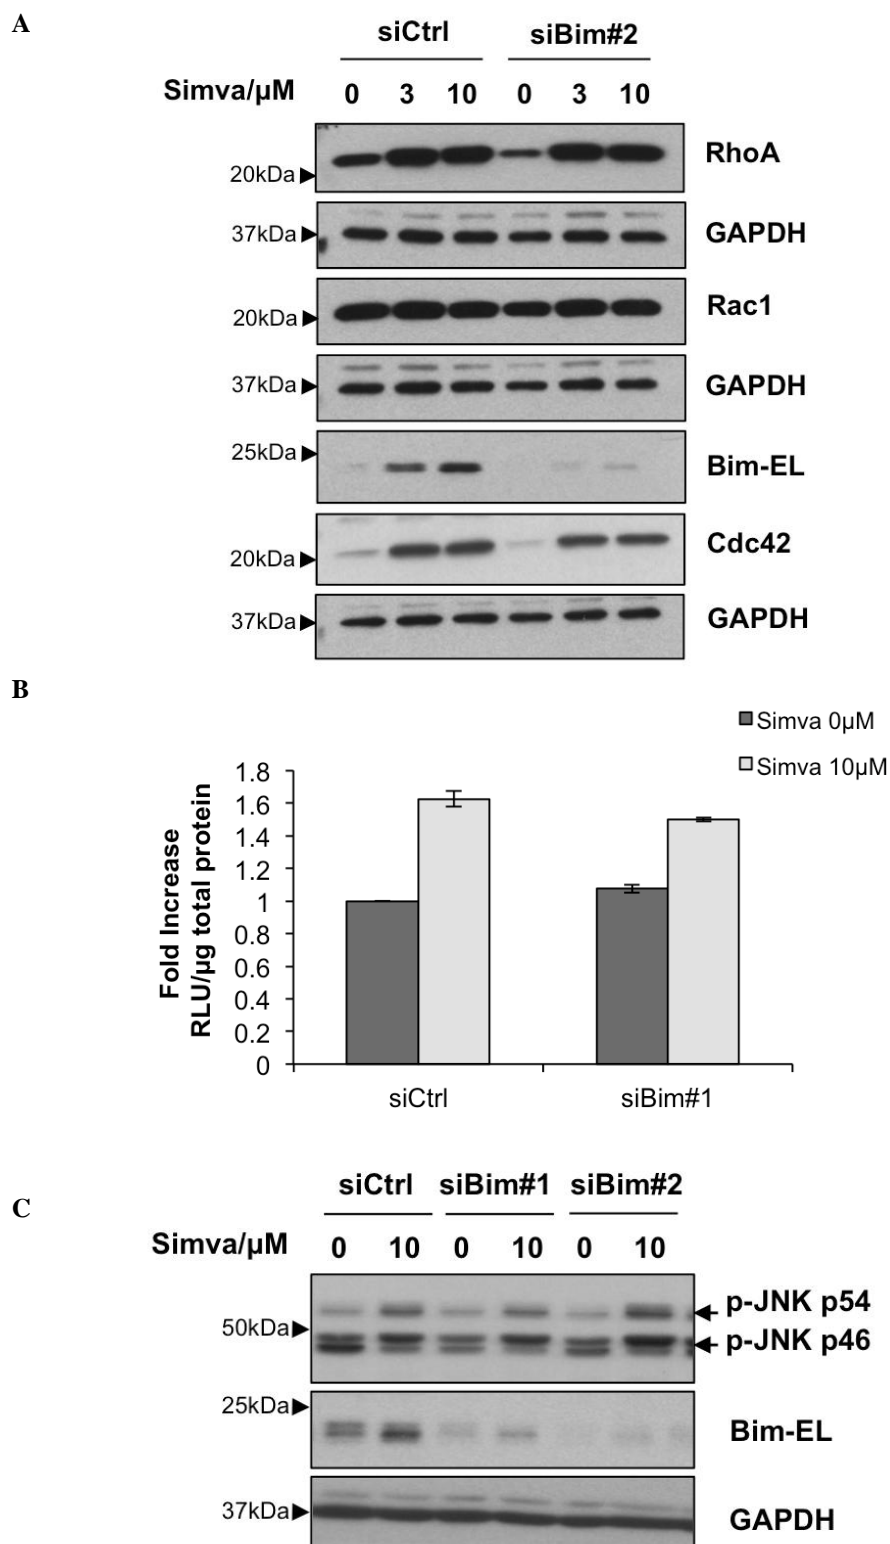 A
siCtrl siBim#2
Simva/µM 0 3 10 0 3 10
20kDa RhoA
37kDa GAPDH
20kDa Rac1
37kDa GAPDH
25kDa Bim-EL
20kDa Cdc42
37kDa GAPDH
B
Simva 0µM
Simva 10µM
Fold Increase
RLU/µg total protein
1.8
1.6
1.4
1.2
1
0.8
0.6
0.4
0.2
0
siCtrl siBim#1
C
siCtrl siBim#1 siBim#2
Simva/µM 0 10 0 10 0 10
p-JNK p54
50kDa p-JNK p46
25kDa Bim-EL
37kDa GAPDH